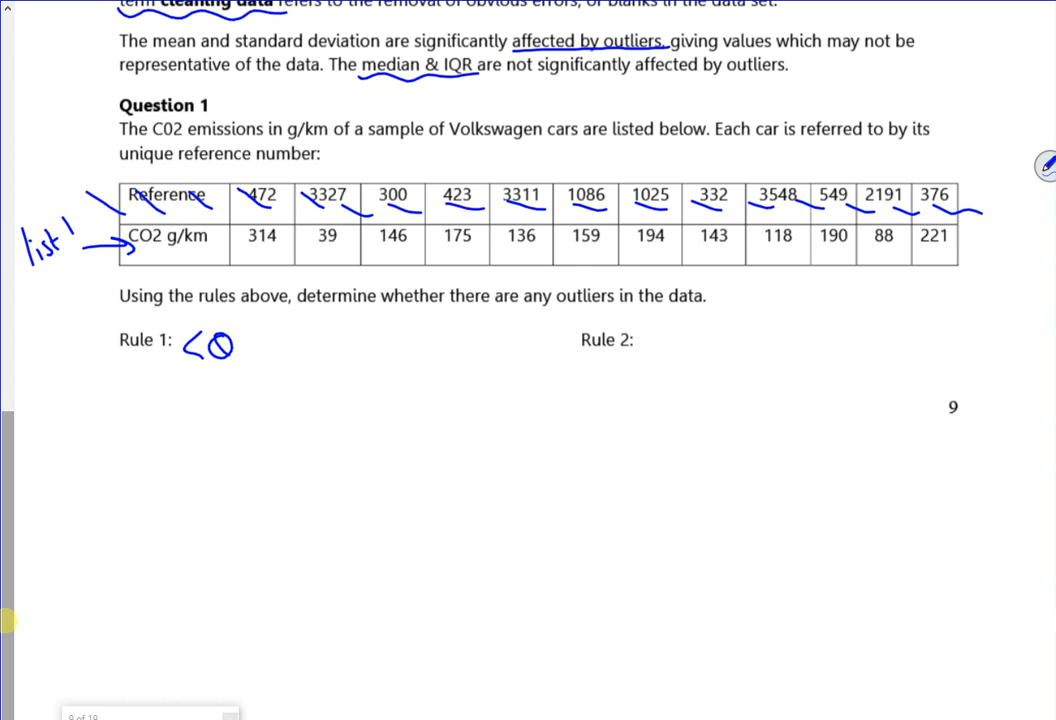 term cleaning data refers to the removal of obvious errors, or blanks in the data set.
The mean and standard deviation are significantly affected by outliers, giving values which may not be
representative of the data. The median & IQR are not significantly affected by outliers.
Question 1
The C02 emissions in g/km of a sample of Volkswagen cars are listed below. Each car is referred to by its
unique reference number:
Reference 472 3327 300 423 3311 1086 1025 332 3548 549 2191 376
list 1
CO2 g/km 314 39 146 175 136 159 194 143 118 190 88 221
Using the rules above, determine whether there are any outliers in the data.
Rule 1: < Rule 2:
9
9 of 19